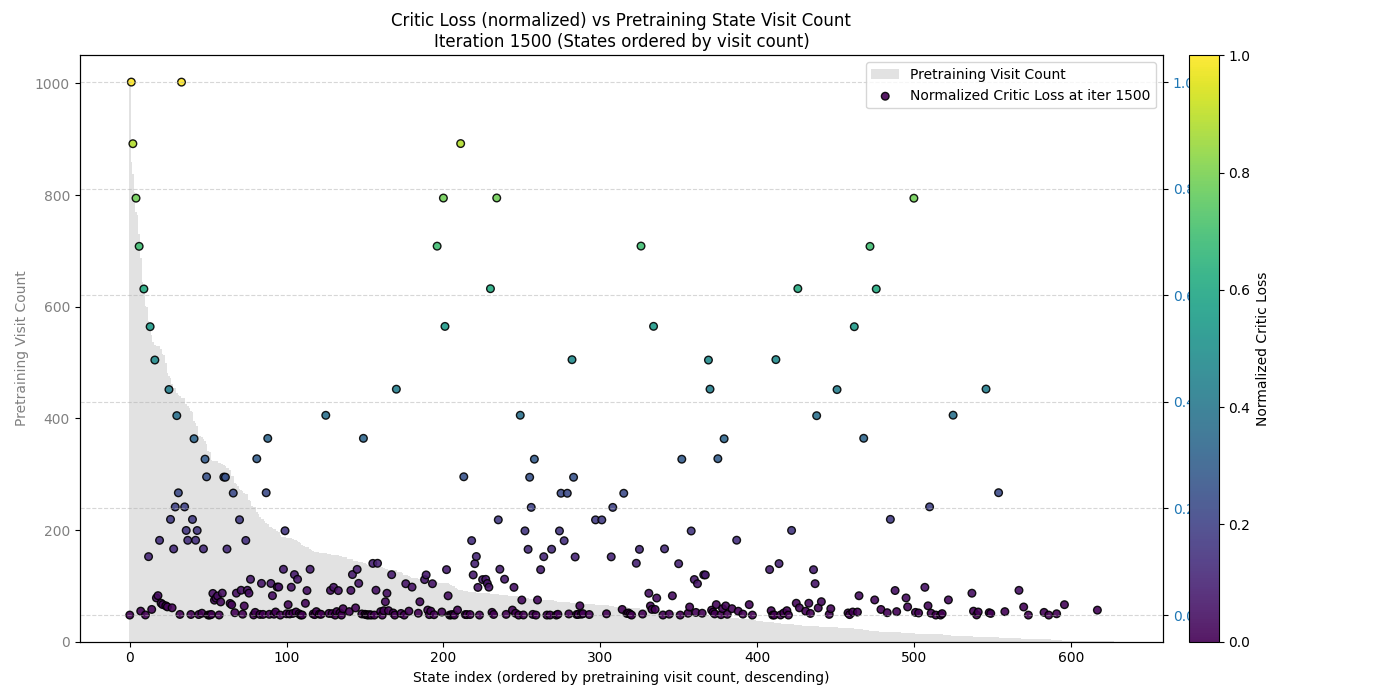 Critic Loss (normalized) vs Pretraining State Visit Count
Iteration 1500 (States ordered by visit count)
Pretraining Visit Count
Normalized Critic Loss at iter 1500
1000
800
600
400
200
0
Pretraining Visit Count
0 100 200 300 400 500 600
State index (ordered by pretraining visit count, descending)
1.0
0.8
0.6
0.4
0.2
0.0
Normalized Critic Loss